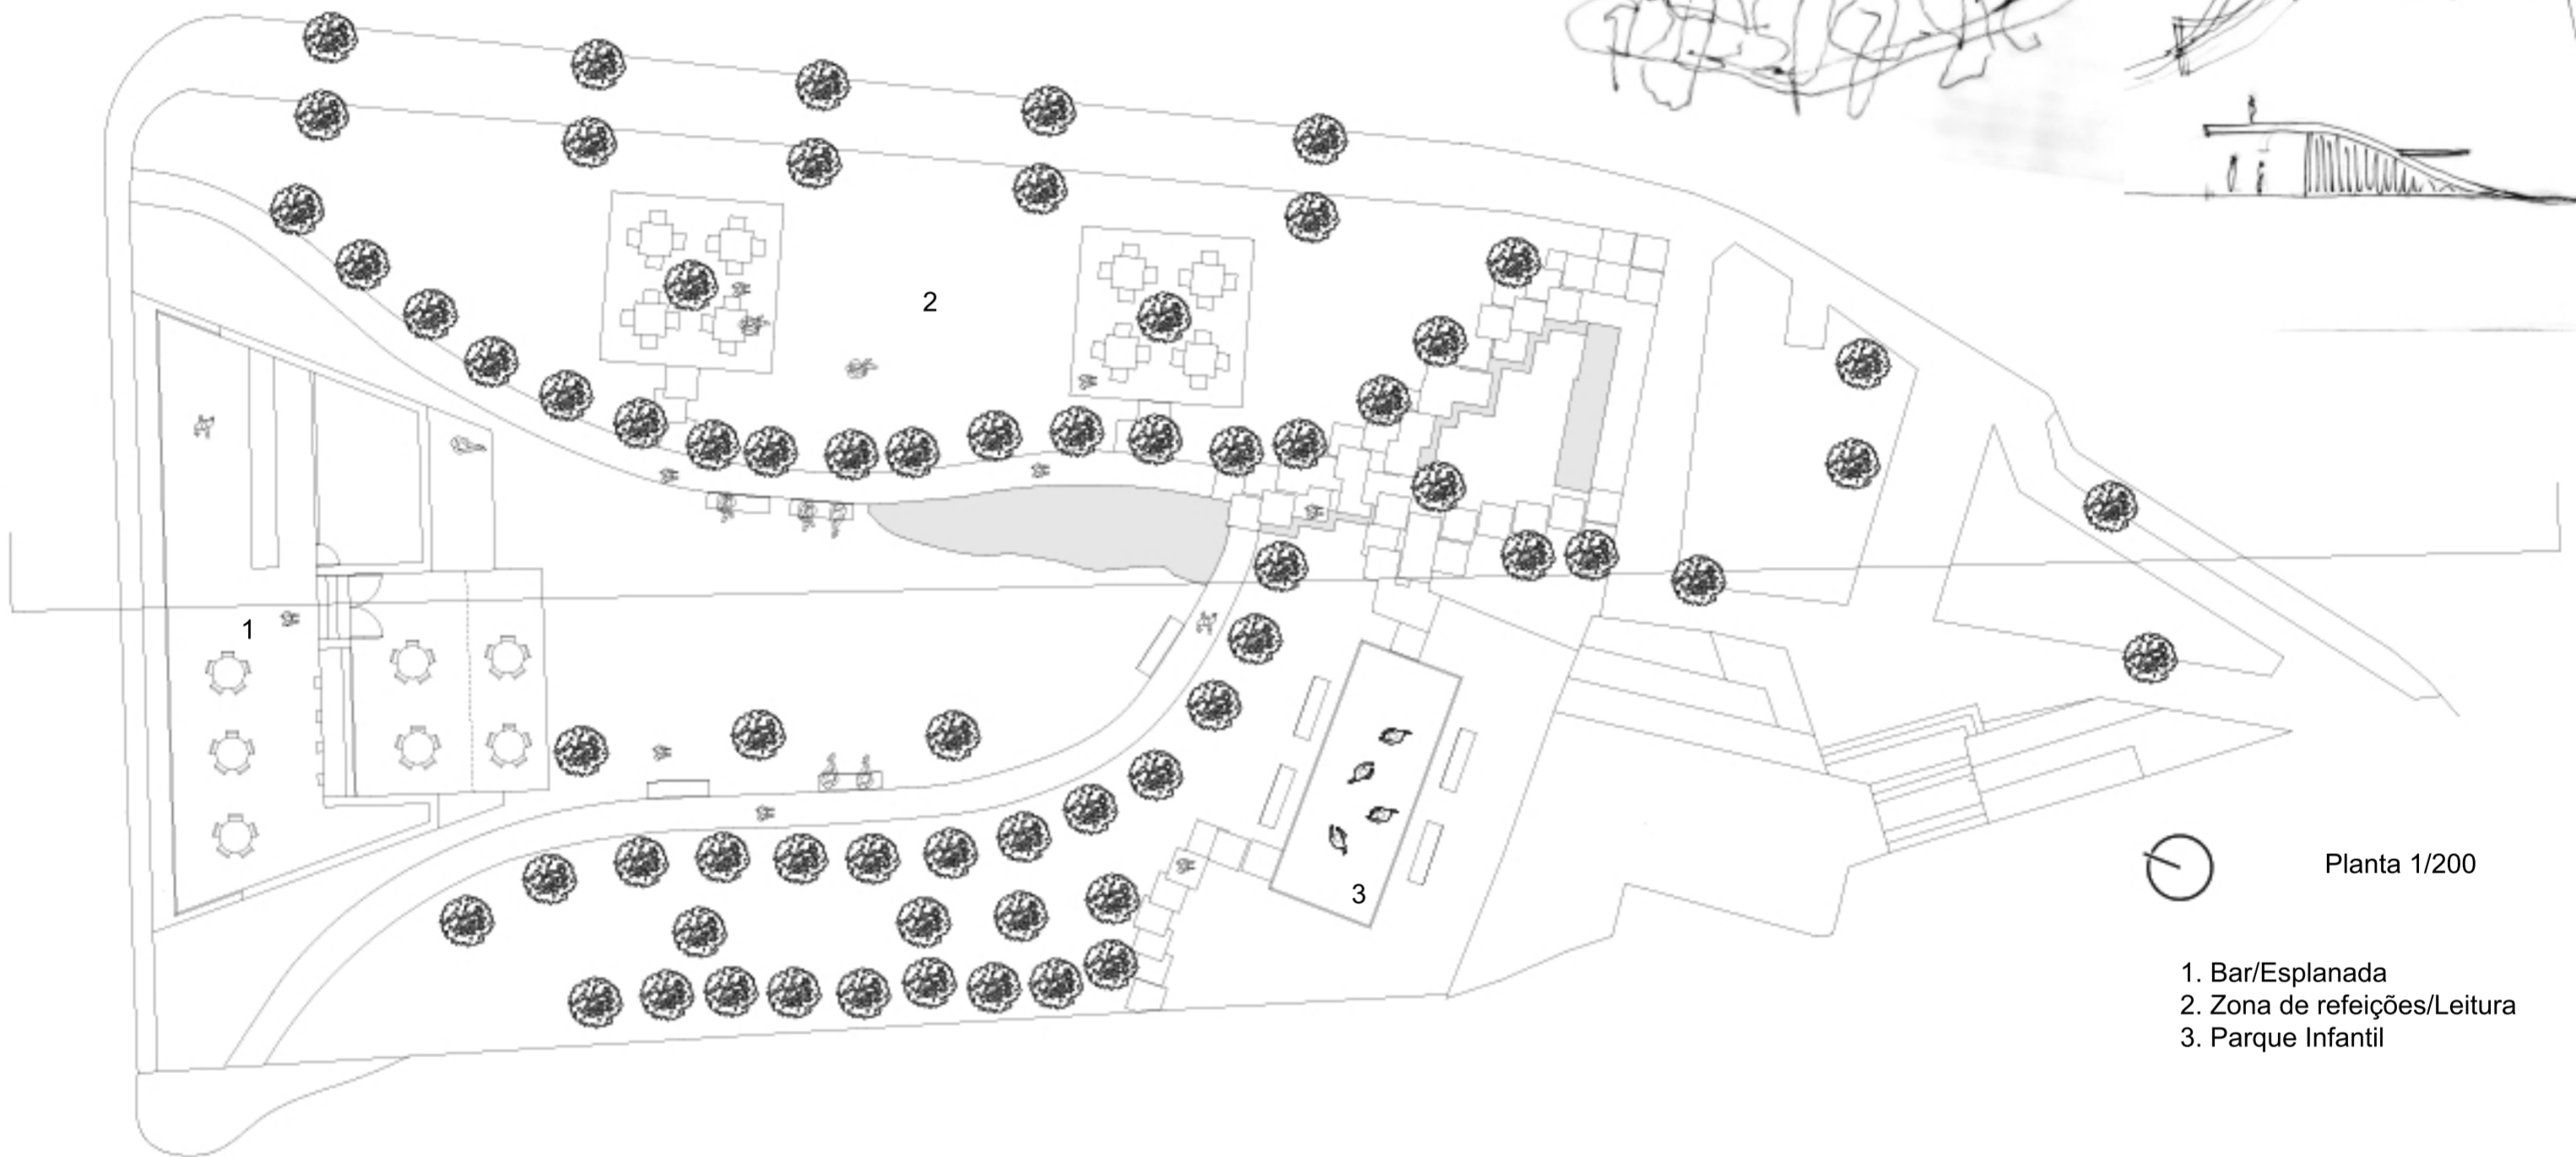 2
1
3
Planta 1/200
1. Bar/Esplanada
2. Zona de refeições/Leitura
3. Parque Infantil